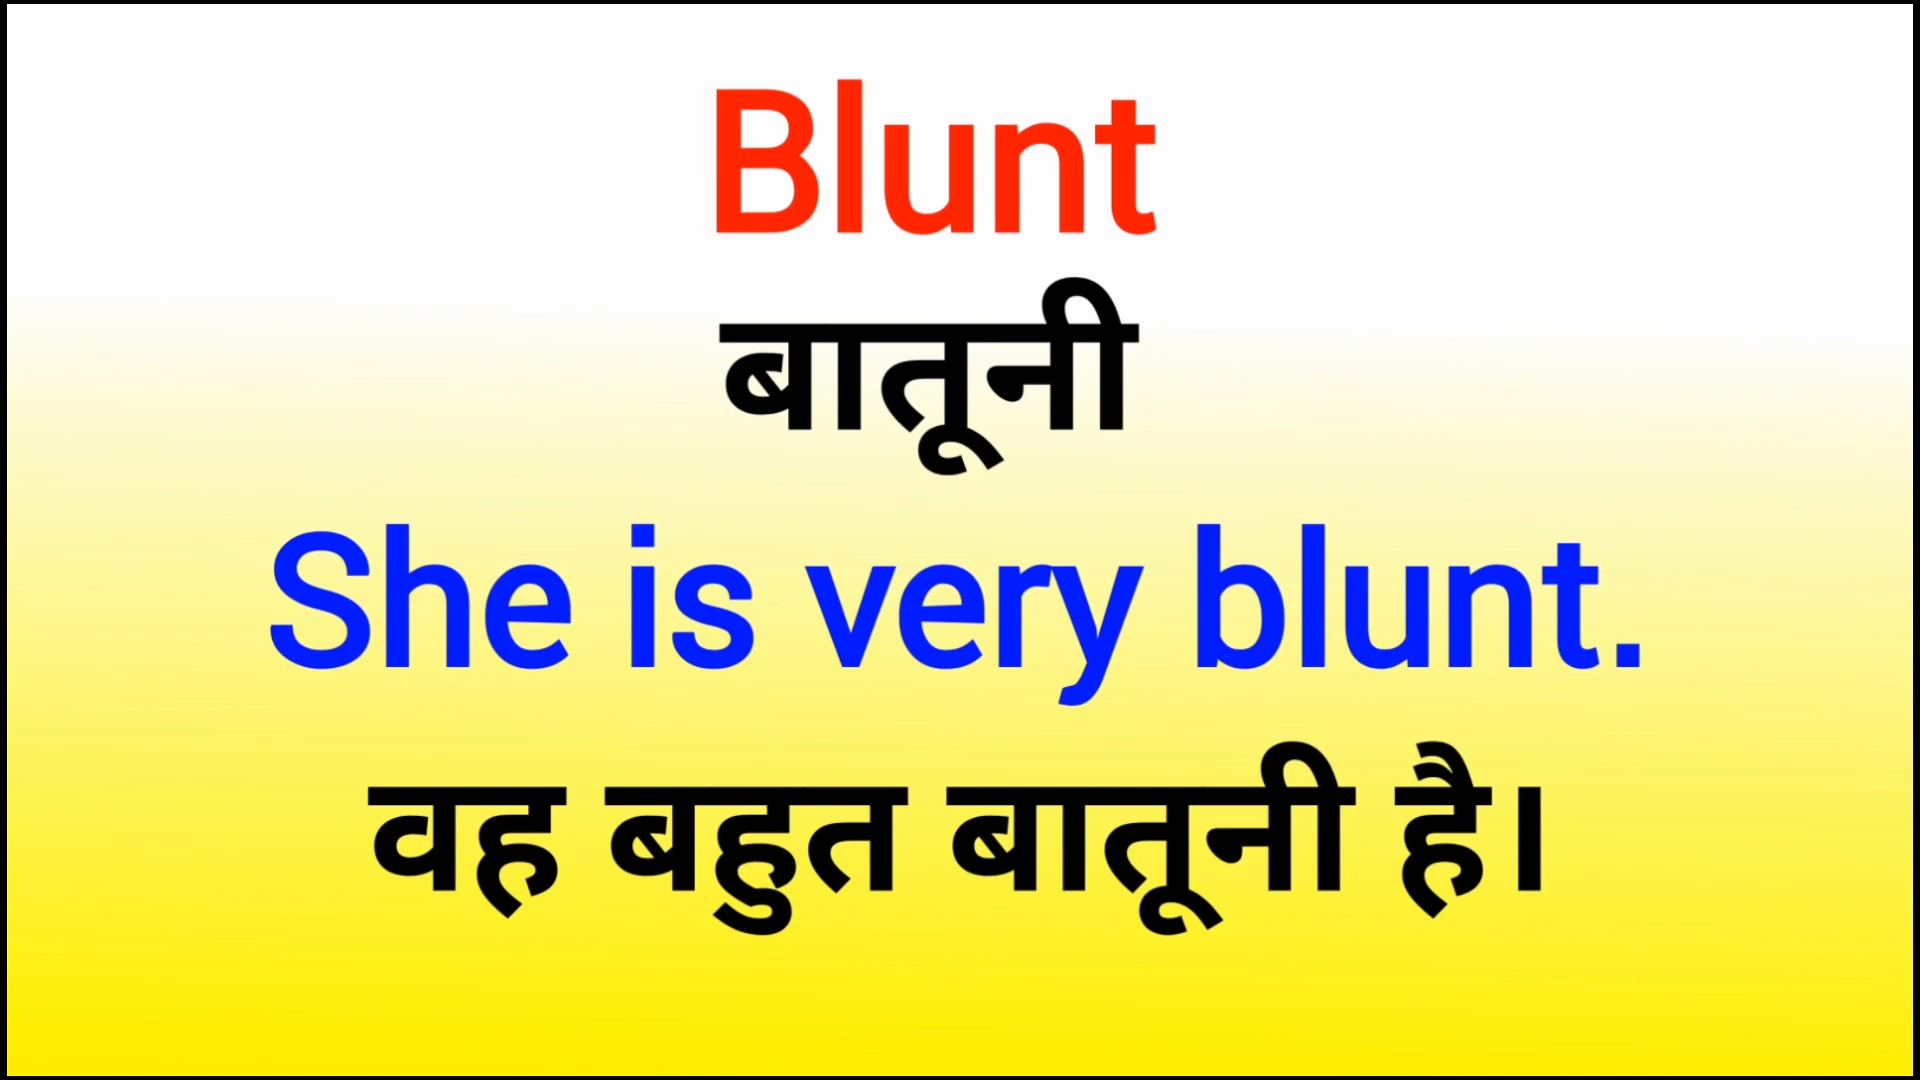 Blunt
बातूनी
She is very blunt.
वह बहुत बातूनी है।